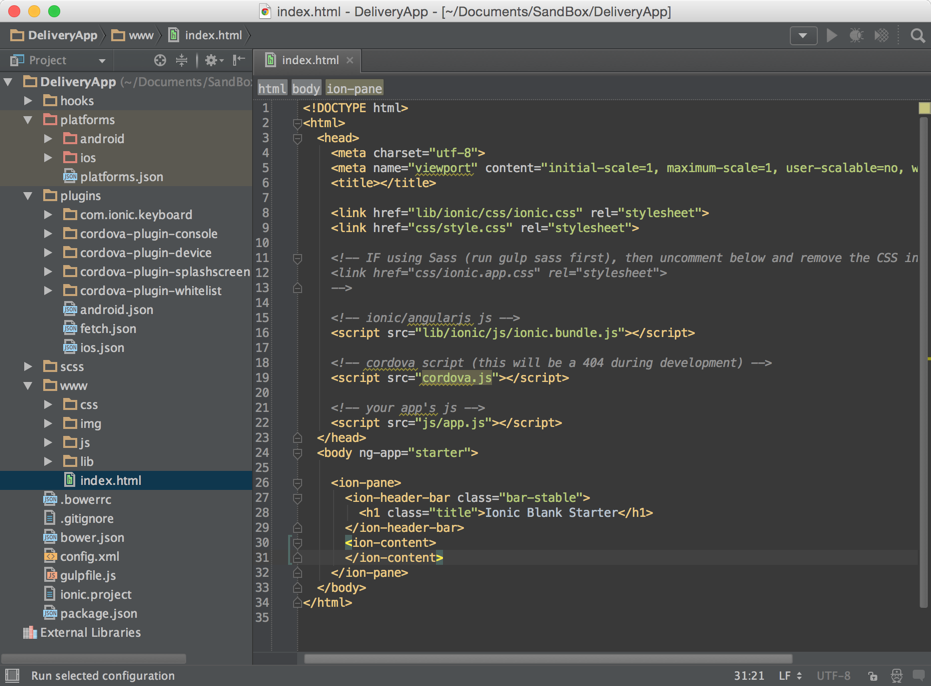 index.html - DeliveryApp - [~/Documents/SandBox/DeliveryApp]
DeliveryApp www index.html
Project
index.html
DeliveryApp (~/Documents/SandBo
hooks
platforms
android
ios
platforms.json
plugins
com.ionic.keyboard
cordova-plugin-console
cordova-plugin-device
cordova-plugin-splashscreen
cordova-plugin-whitelist
android.json
fetch.json
ios.json
scss
www
css
img
js
lib
index.html
.bowerrc
.gitignore
bower.json
config.xml
gulpfile.js
ionic.project
package.json
External Libraries
html body ion-pane
1 <!DOCTYPE html>
2 <html>
3 <head>
4 <meta charset="utf-8">
5 <meta name="viewport" content="initial-scale=1, maximum-scale=1, user-scalable=no, w
6 <title></title>
7
8 <link href="lib/ionic/css/ionic.css" rel="stylesheet">
9 <link href="css/style.css" rel="stylesheet">
10
11 <!-- IF using Sass (run gulp sass first), then uncomment below and remove the CSS in
12 <link href="css/ionic.app.css" rel="stylesheet">
13 -->
14
15 <!-- ionic/angularjs js -->
16 <script src="lib/ionic/js/ionic.bundle.js"></script>
17
18 <!-- cordova script (this will be a 404 during development) -->
19 <script src="cordova.js"></script>
20
21 <!-- your app's js -->
22 <script src="js/app.js"></script>
23 </head>
24 <body ng-app="starter">
25
26 <ion-pane>
27 <ion-header-bar class="bar-stable">
28 <h1 class="title">Ionic Blank Starter</h1>
29 </ion-header-bar>
30 <ion-content>
31 </ion-content>
32 </ion-pane>
33 </body>
34 </html>
35
Run selected configuration
31:21 LF UTF-8